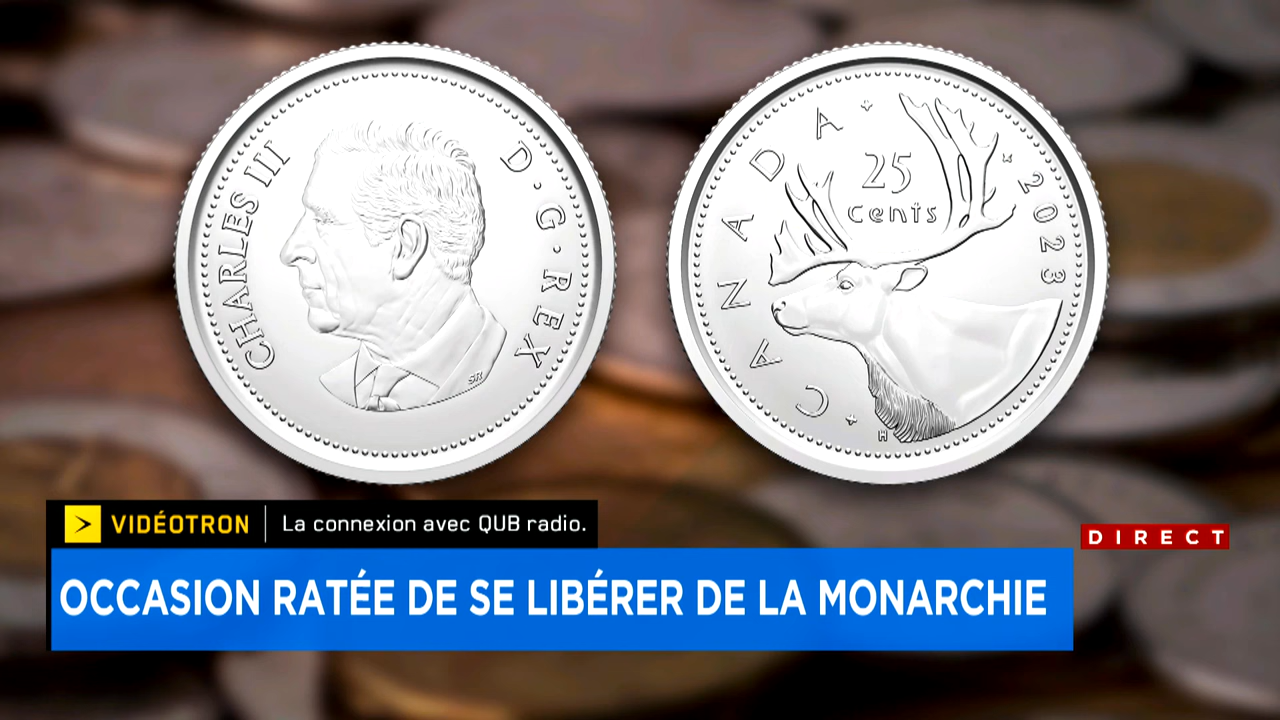 CHARLES III
D·G·REX
SB
CANADA
25
cents
2023
H
VIDÉOTRON
La connexion avec QUB radio.
DIRECT
OCCASION RATÉE DE SE LIBÉRER DE LA MONARCHIE